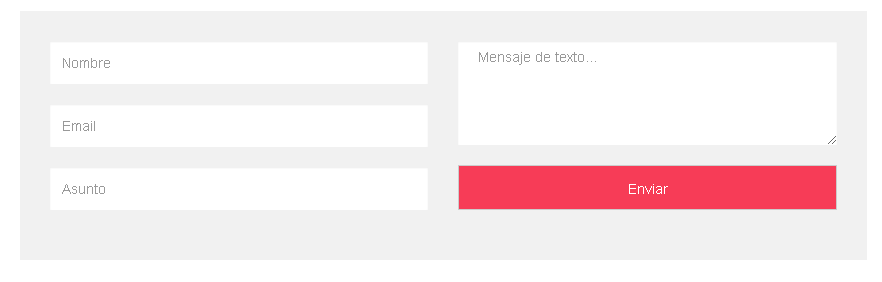 Nombre
Email
Asunto
Mensaje de texto...
Enviar